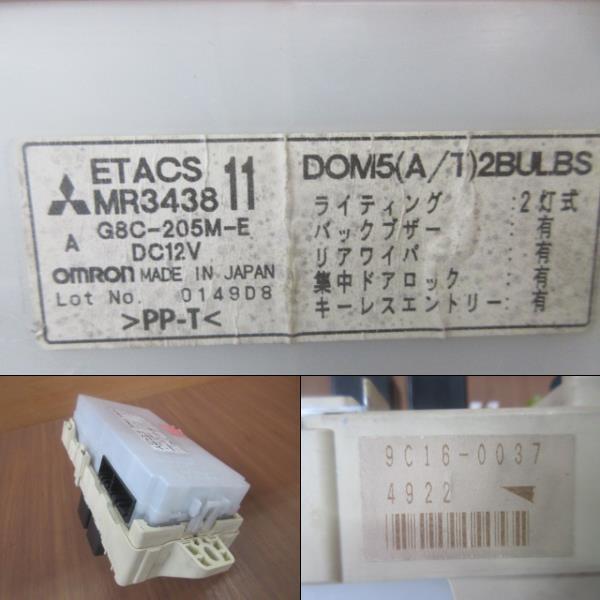 ETACS
MR343811
DOM5(A/T)2BULBS
A G8C-205M-E
DC12V
OMRON MADE IN JAPAN
Lot No. 0149D8
>PP-T<
ライティング :2灯式
バックブザー :有
リアワイパ :有
集中ドアロック:有
キーレスエントリー:有
9C16-0037
4922